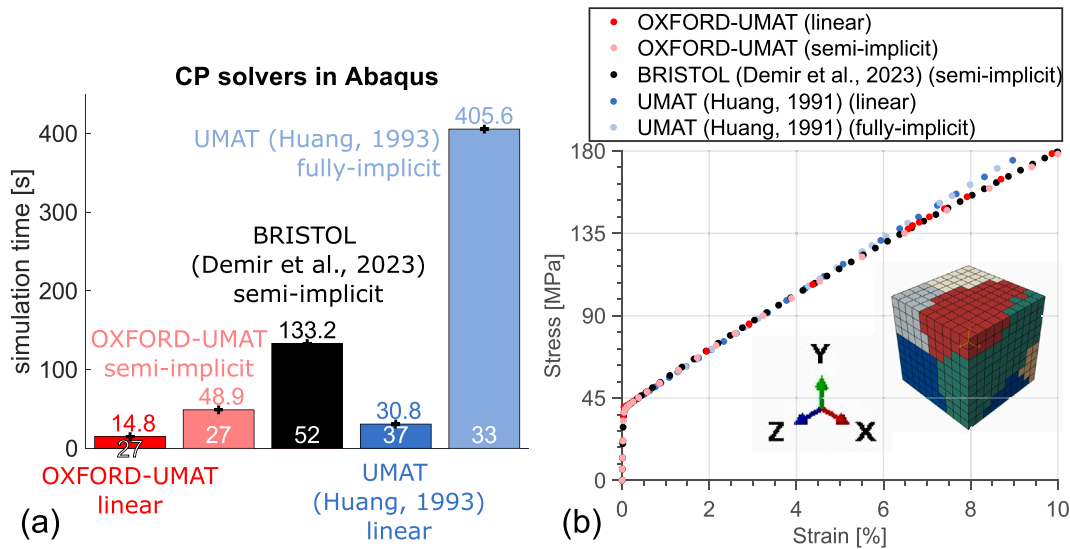 CP solvers in Abaqus
simulation time [s]
400
300
200
100
0
405.6
UMAT (Huang, 1993)
fully-implicit
BRISTOL
(Demir et al., 2023)
semi-implicit
133.2
OXFORD-UMAT
semi-implicit
48.9
14.8
30.8
27
27
52
37
33
OXFORD-UMAT
linear
UMAT
(Huang, 1993)
linear
(a)
OXFORD-UMAT (linear)
OXFORD-UMAT (semi-implicit)
BRISTOL (Demir et al., 2023) (semi-implicit)
UMAT (Huang, 1991) (linear)
UMAT (Huang, 1991) (fully-implicit)
Stress [MPa]
180
135
90
45
0
Y
Z
X
0
2
4
6
8
10
Strain [%]
(b)